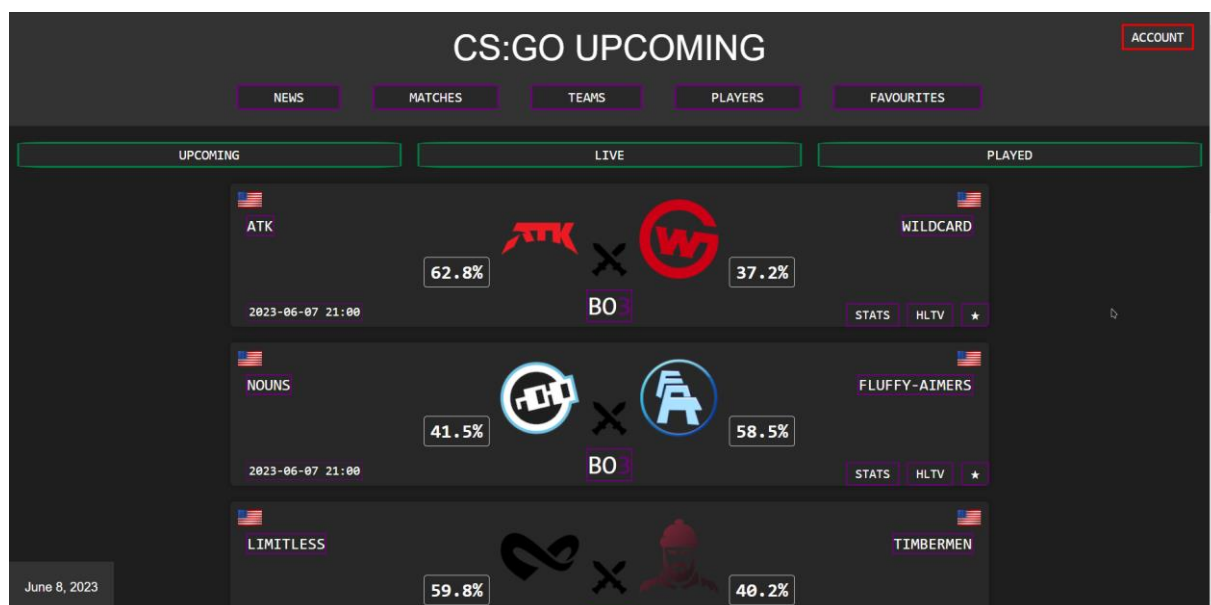 CS:GO UPCOMING
ACCOUNT
NEWS MATCHES TEAMS PLAYERS FAVOURITES
UPCOMING LIVE PLAYED
ATK WILDCARD
ATK W
62.8% 37.2%
BO3
2023-06-07 21:00 STATS HLTV ★
NOUNS FLUFFY-AIMERS
41.5% 58.5%
BO3
2023-06-07 21:00 STATS HLTV ★
LIMITLESS TIMBERMEN
59.8% 40.2%
June 8, 2023